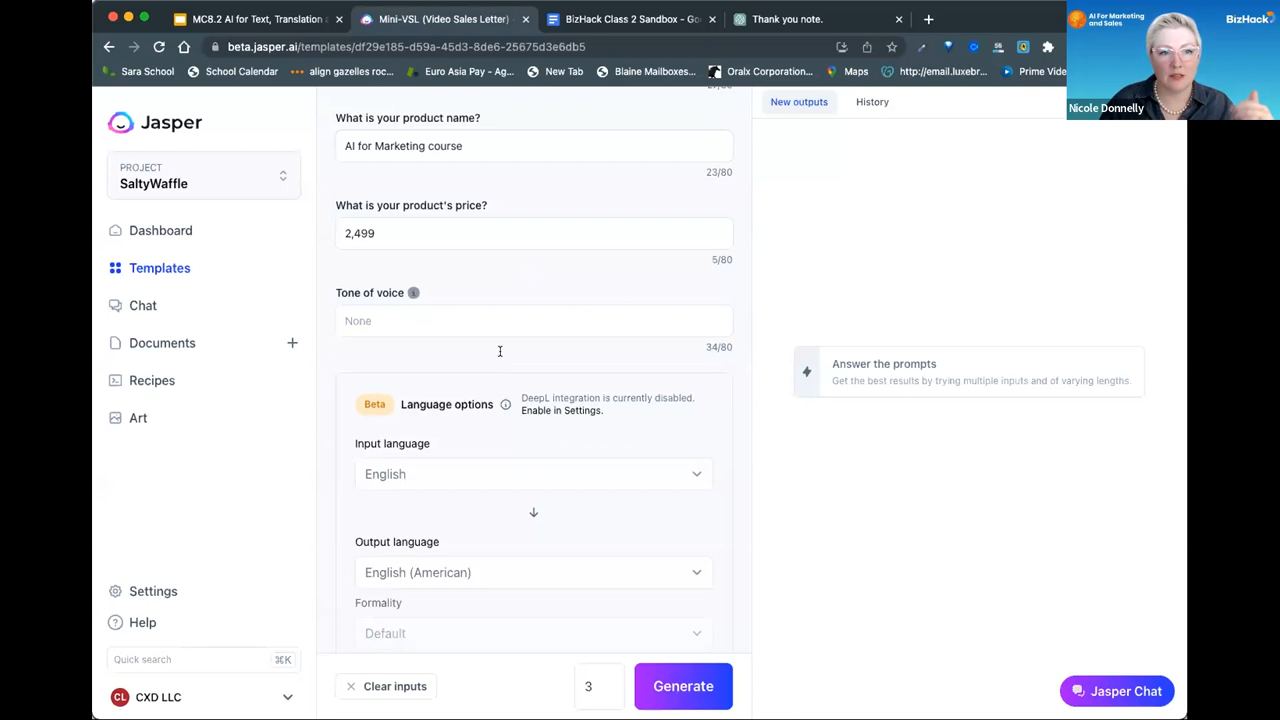 MC8.2 AI for Text, Translation a
Mini-VSL (Video Sales Letter)
BizHack Class 2 Sandbox - Goo
Thank you note.
beta.jasper.ai/templates/df29e185-d59a-45d3-8de6-25675d3e6db5
Sara School
School Calendar
align gazelles roc...
Euro Asia Pay - Ag...
New Tab
Blaine Mailboxes...
Oralx Corporation...
Maps
http://email.luxebr...
Prime Vide
AI For Marketing
and Sales
BizHack
Nicole Donnelly
Jasper
PROJECT
SaltyWaffle
Dashboard
Templates
Chat
Documents
Recipes
Art
Settings
Help
Quick search
⌘K
CL
CXD LLC
What is your product name?
AI for Marketing course
23/80
What is your product's price?
2,499
5/80
Tone of voice
None
34/80
Beta
Language options
DeepL integration is currently disabled.
Enable in Settings.
Input language
English
Output language
English (American)
Formality
Default
Clear inputs
3
Generate
New outputs
History
Answer the prompts
Get the best results by trying multiple inputs and of varying lengths.
Jasper Chat